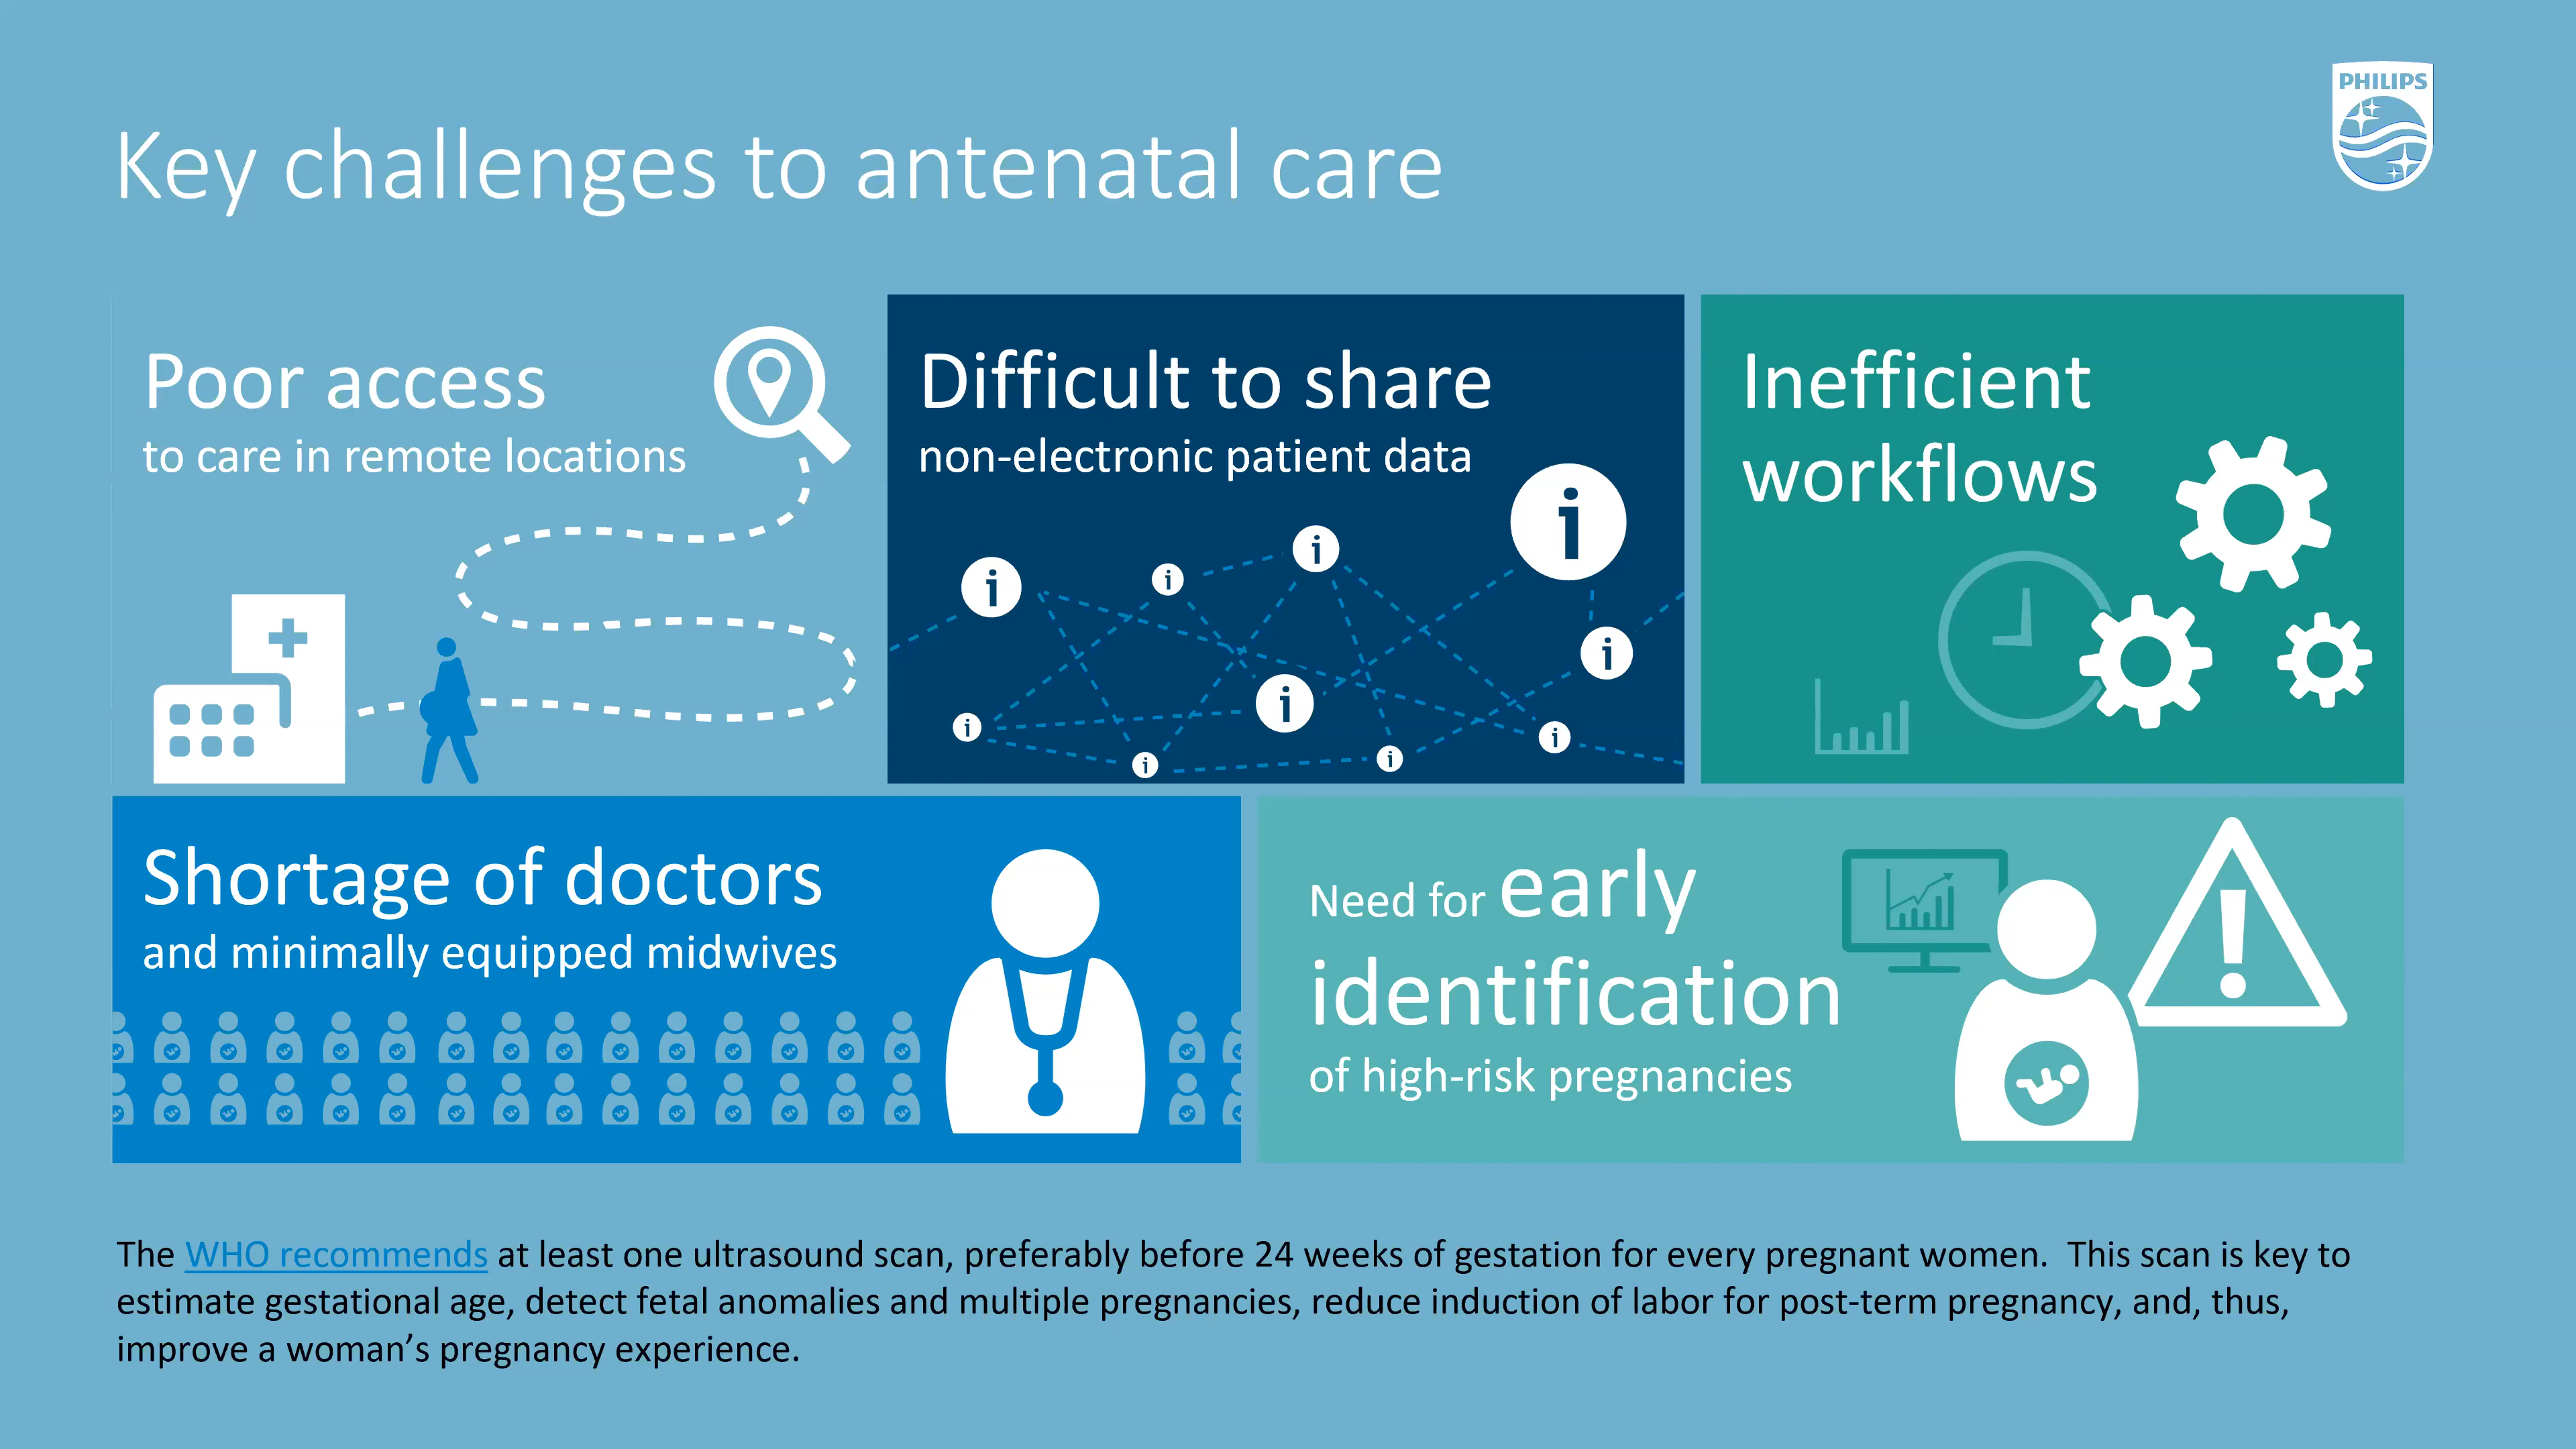 PHILIPS
Key challenges to antenatal care
Poor access
to care in remote locations
Difficult to share
non-electronic patient data
i
i
i
i
i
i
i
i
i
i
Inefficient
workflows
Shortage of doctors
and minimally equipped midwives
Need for early
identification
of high-risk pregnancies
!
The WHO recommends at least one ultrasound scan, preferably before 24 weeks of gestation for every pregnant women.  This scan is key to
estimate gestational age, detect fetal anomalies and multiple pregnancies, reduce induction of labor for post-term pregnancy, and, thus,
improve a woman’s pregnancy experience.